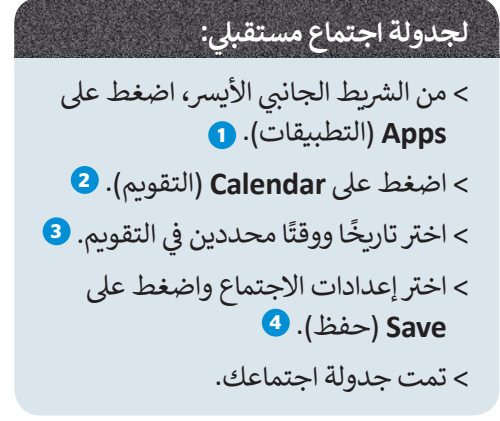 لجدولة اجتماع مستقبلي:
> من الشريط الجانبي الأيسر، اضغط على
Apps (التطبيقات). 1
> اضغط على Calendar (التقويم). 2
> اختر تاريخًا ووقتًا محددين في التقويم. 3
> اختر إعدادات الاجتماع واضغط على
Save (حفظ). 4
> تمت جدولة اجتماعك.